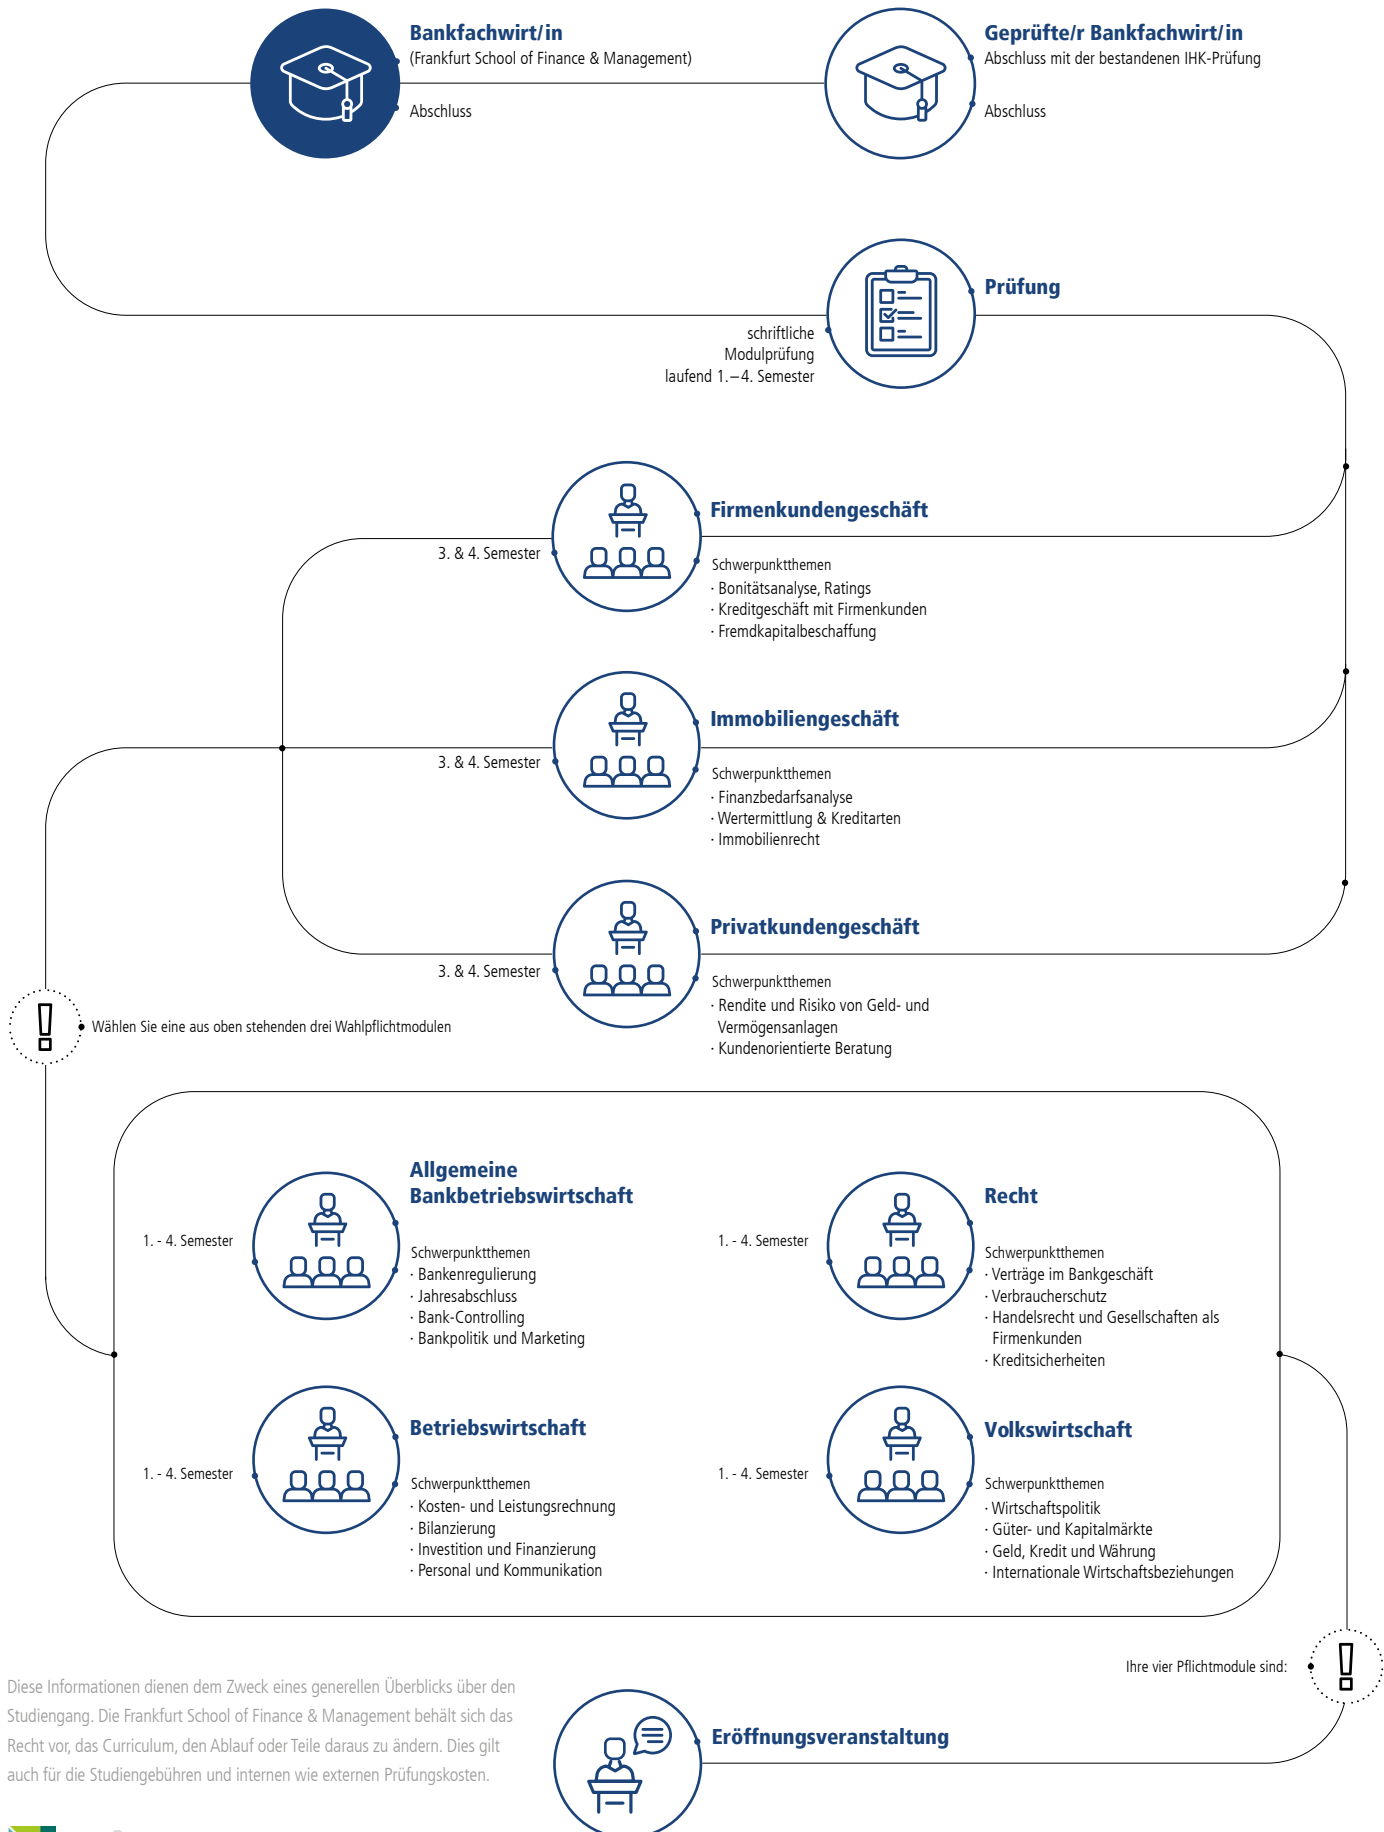 Bankfachwirt/in
(Frankfurt School of Finance & Management)
Abschluss
Geprüfte/r Bankfachwirt/in
Abschluss mit der bestandenen IHK-Prüfung
Abschluss
Prüfung
schriftliche
Modulprüfung
laufend 1.–4. Semester
Firmenkundengeschäft
3. & 4. Semester
Schwerpunktthemen
· Bonitätsanalyse, Ratings
· Kreditgeschäft mit Firmenkunden
· Fremdkapitalbeschaffung
Immobiliengeschäft
3. & 4. Semester
Schwerpunktthemen
· Finanzbedarfsanalyse
· Wertermittlung & Kreditarten
· Immobilienrecht
Privatkundengeschäft
3. & 4. Semester
Schwerpunktthemen
· Rendite und Risiko von Geld- und
Vermögensanlagen
· Kundenorientierte Beratung
Wählen Sie eine aus oben stehenden drei Wahlpflichtmodulen
Allgemeine
Bankbetriebswirtschaft
1. - 4. Semester
Schwerpunktthemen
· Bankenregulierung
· Jahresabschluss
· Bank-Controlling
· Bankpolitik und Marketing
Recht
1. - 4. Semester
Schwerpunktthemen
· Verträge im Bankgeschäft
· Verbraucherschutz
· Handelsrecht und Gesellschaften als
Firmenkunden
· Kreditsicherheiten
Betriebswirtschaft
1. - 4. Semester
Schwerpunktthemen
· Kosten- und Leistungsrechnung
· Bilanzierung
· Investition und Finanzierung
· Personal und Kommunikation
Volkswirtschaft
1. - 4. Semester
Schwerpunktthemen
· Wirtschaftspolitik
· Güter- und Kapitalmärkte
· Geld, Kredit und Währung
· Internationale Wirtschaftsbeziehungen
Ihre vier Pflichtmodule sind:
Diese Informationen dienen dem Zweck eines generellen Überblicks über den
Studiengang. Die Frankfurt School of Finance & Management behält sich das
Recht vor, das Curriculum, den Ablauf oder Teile daraus zu ändern. Dies gilt
auch für die Studiengebühren und internen wie externen Prüfungskosten.
Eröffnungsveranstaltung